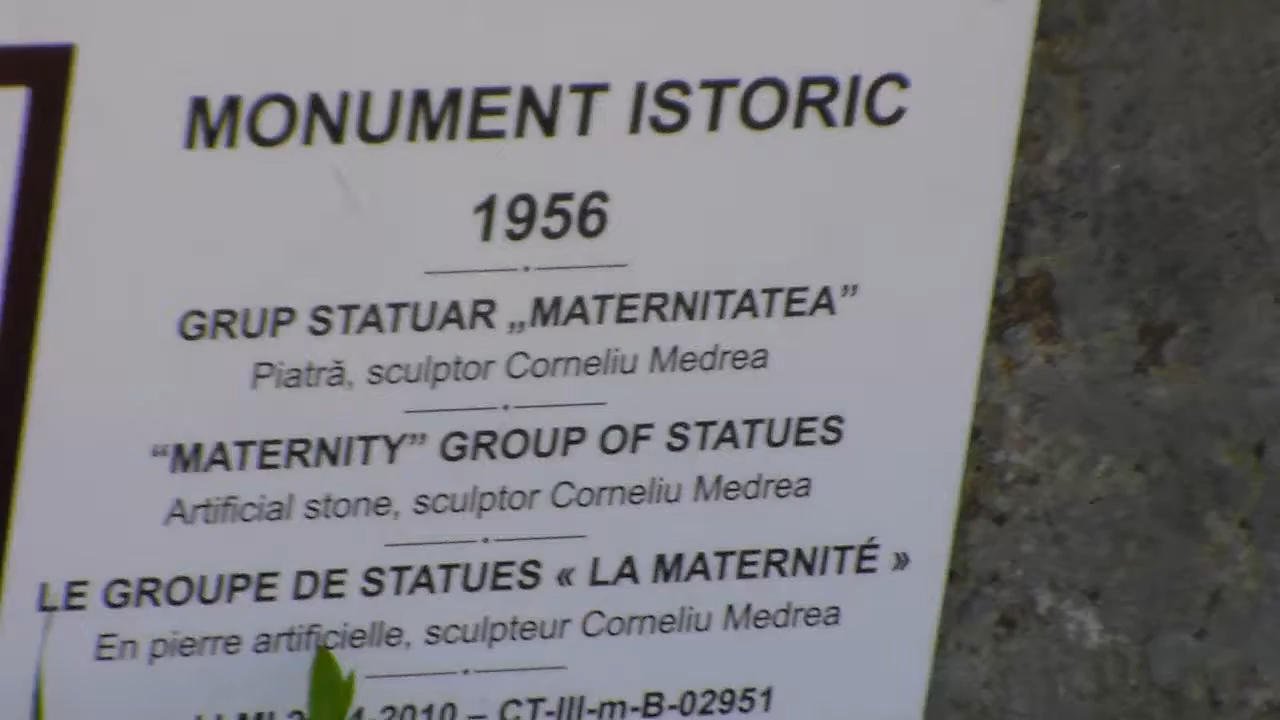 MONUMENT ISTORIC
1956
GRUP STATUAR „MATERNITATEA”
Piatră, sculptor Corneliu Medrea
“MATERNITY” GROUP OF STATUES
Artificial stone, sculptor Corneliu Medrea
LE GROUPE DE STATUES « LA MATERNITÉ »
En pierre artificielle, sculpteur Corneliu Medrea
2010 – CT-III-m-B-02951